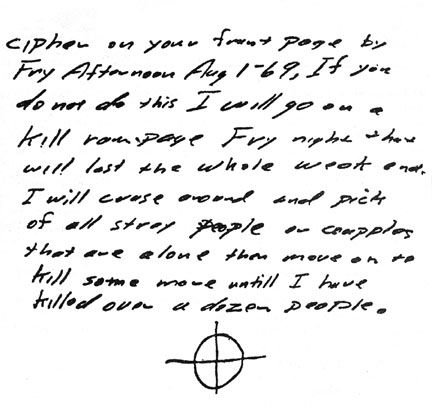 cipher on your front page by
Fry Afternoon Aug 1-69, If you
do not do this I will go on a
kill rampage Fry night that
will last the whole week end.
I will cruse around and pick
of all stray people or coupples
that are alone then move on to
kill some more untill I have
killed over a dozen people.